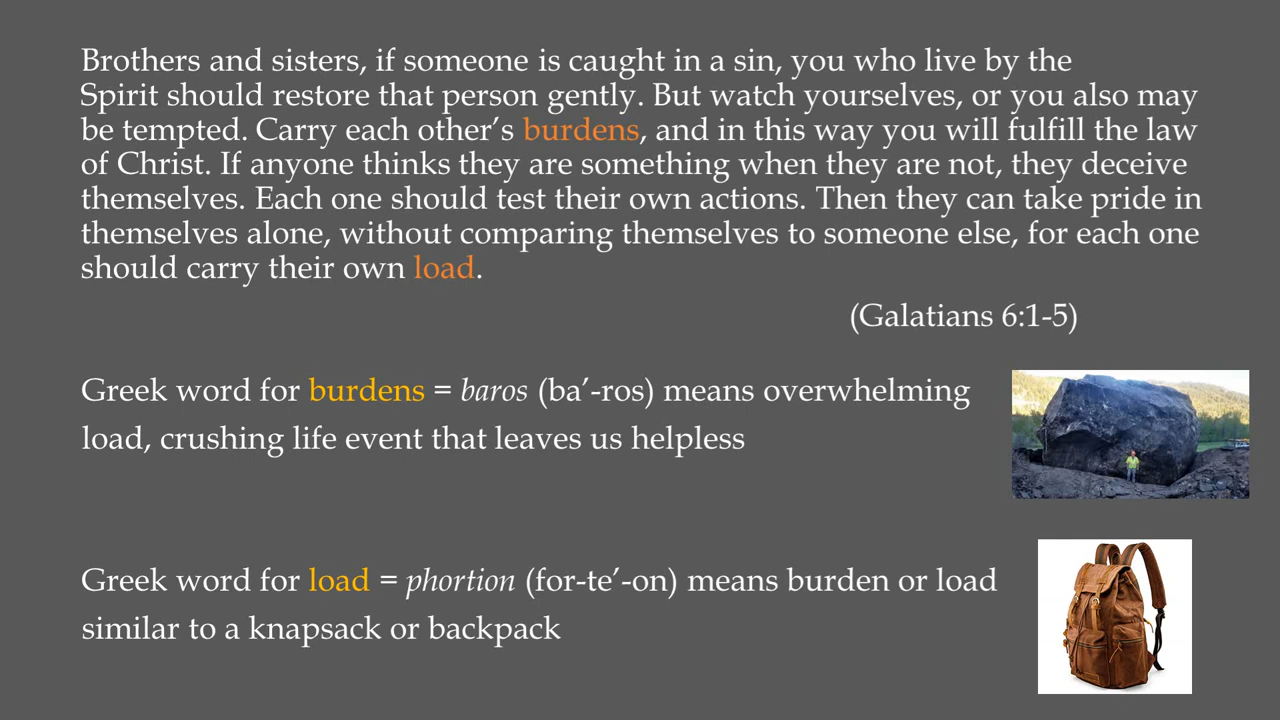 Brothers and sisters, if someone is caught in a sin, you who live by the
Spirit should restore that person gently. But watch yourselves, or you also may
be tempted. Carry each other’s burdens, and in this way you will fulfill the law
of Christ. If anyone thinks they are something when they are not, they deceive
themselves. Each one should test their own actions. Then they can take pride in
themselves alone, without comparing themselves to someone else, for each one
should carry their own load.
(Galatians 6:1-5)
Greek word for burdens = baros (ba’-ros) means overwhelming
load, crushing life event that leaves us helpless
Greek word for load = phortion (for-te’-on) means burden or load
similar to a knapsack or backpack